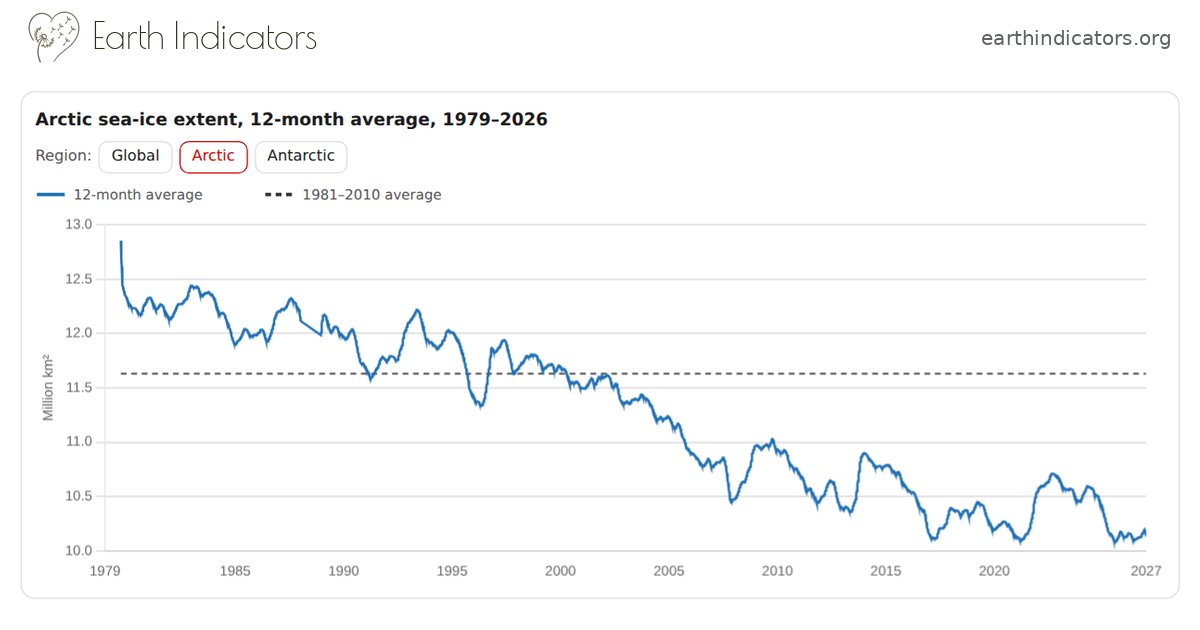 Earth Indicators
earthindicators.org
Arctic sea-ice extent, 12-month average, 1979–2026
Region: Global Arctic Antarctic
12-month average 1981–2010 average
13.0
12.5
12.0
11.5
11.0
10.5
10.0
Million km²
1979 1985 1990 1995 2000 2005 2010 2015 2020 2027